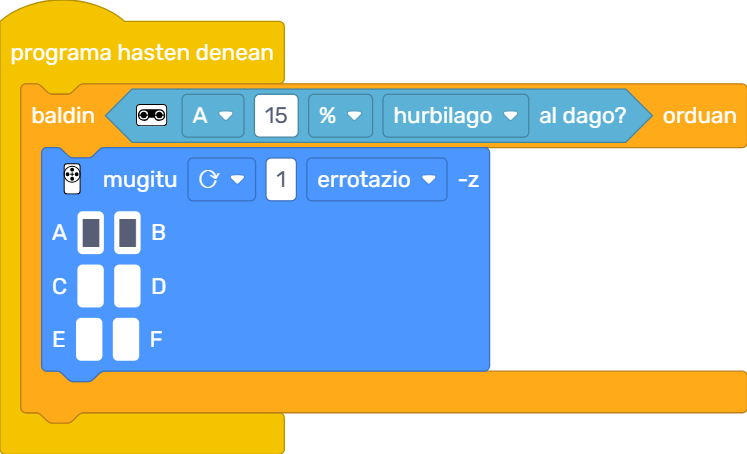 programa hasten denean
baldin A 15 % hurbilago al dago? orduan
mugitu 1 errotazio -z
A B
C D
E F